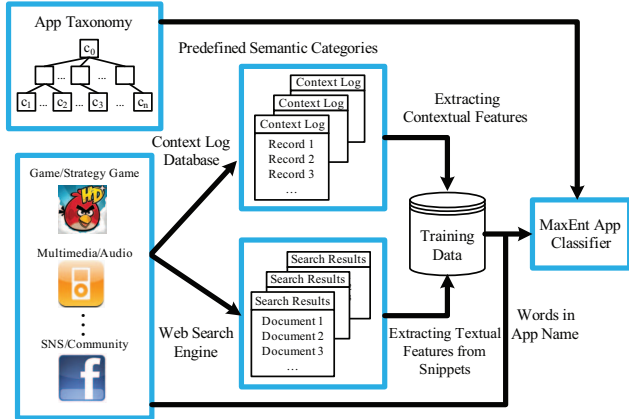 App Taxonomy
c0
... ... ...
c1 ... c2 ... c3 ... cn
Predefined Semantic Categories
Context Log
Database
Context Log
Context Log
Context Log
Record 1
Record 2
Record 3
...
Extracting
Contextual Features
Game/Strategy Game
HD
Multimedia/Audio
SNS/Community
f
Web Search
Engine
Search Results
Search Results
Search Results
Document 1
Document 2
Document 3
...
Training
Data
Extracting Textual
Features from
Snippets
Words in
App Name
MaxEnt App
Classifier